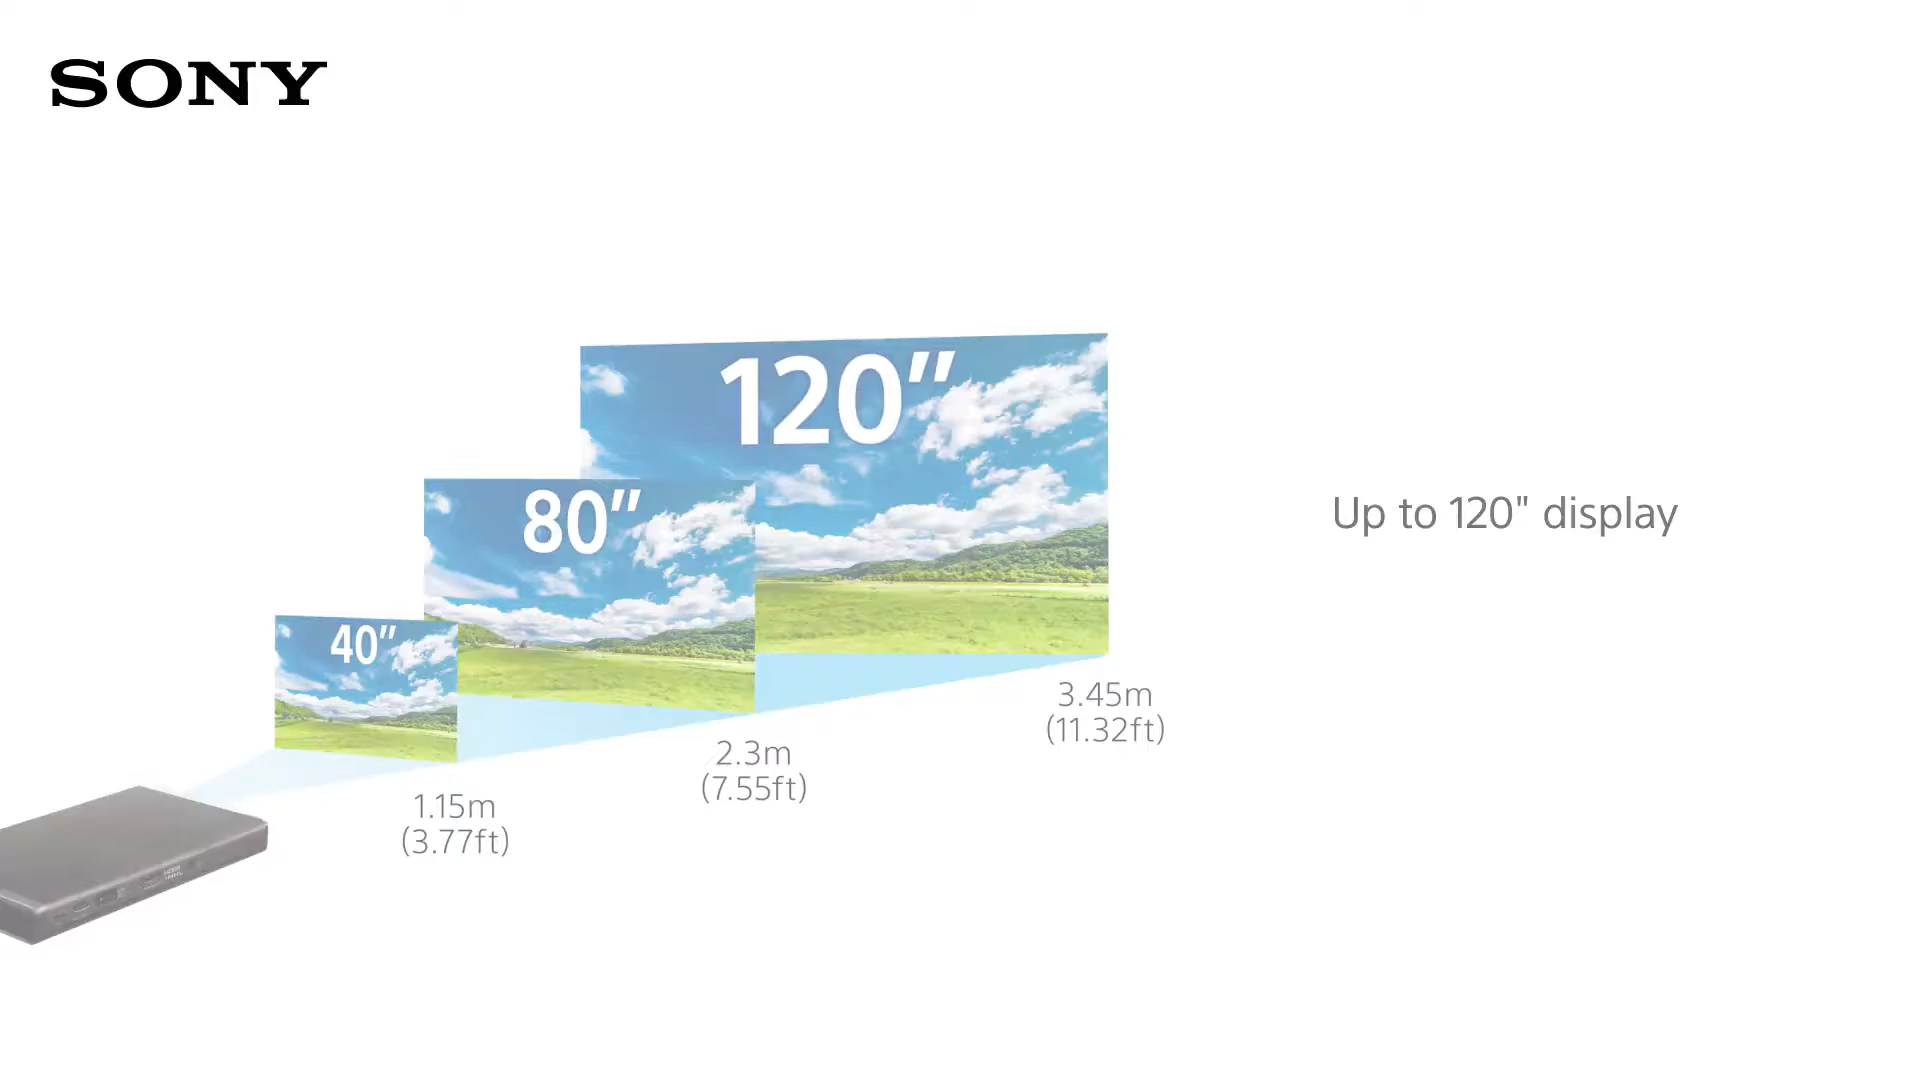 SONY
120″
80″
Up to 120" display
40″
3.45m
(11.32ft)
2.3m
(7.55ft)
1.15m
(3.77ft)